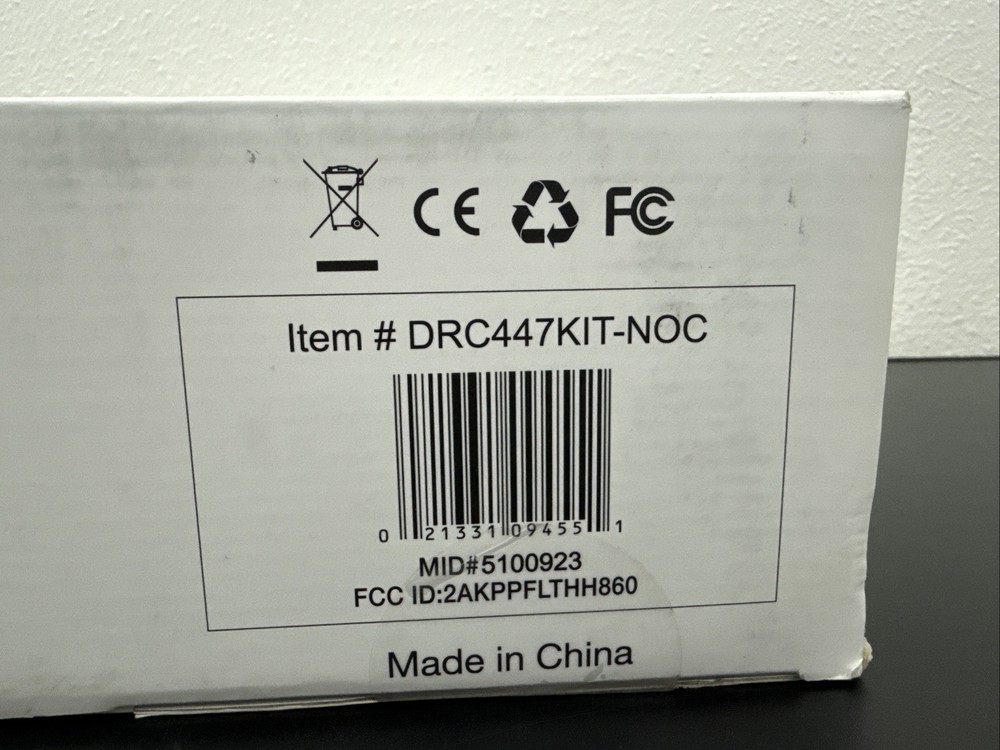 CE FC
Item # DRC447KIT-NOC
0 21331 09455 1
MID#5100923
FCC ID:2AKPPFLTHH860
Made in China